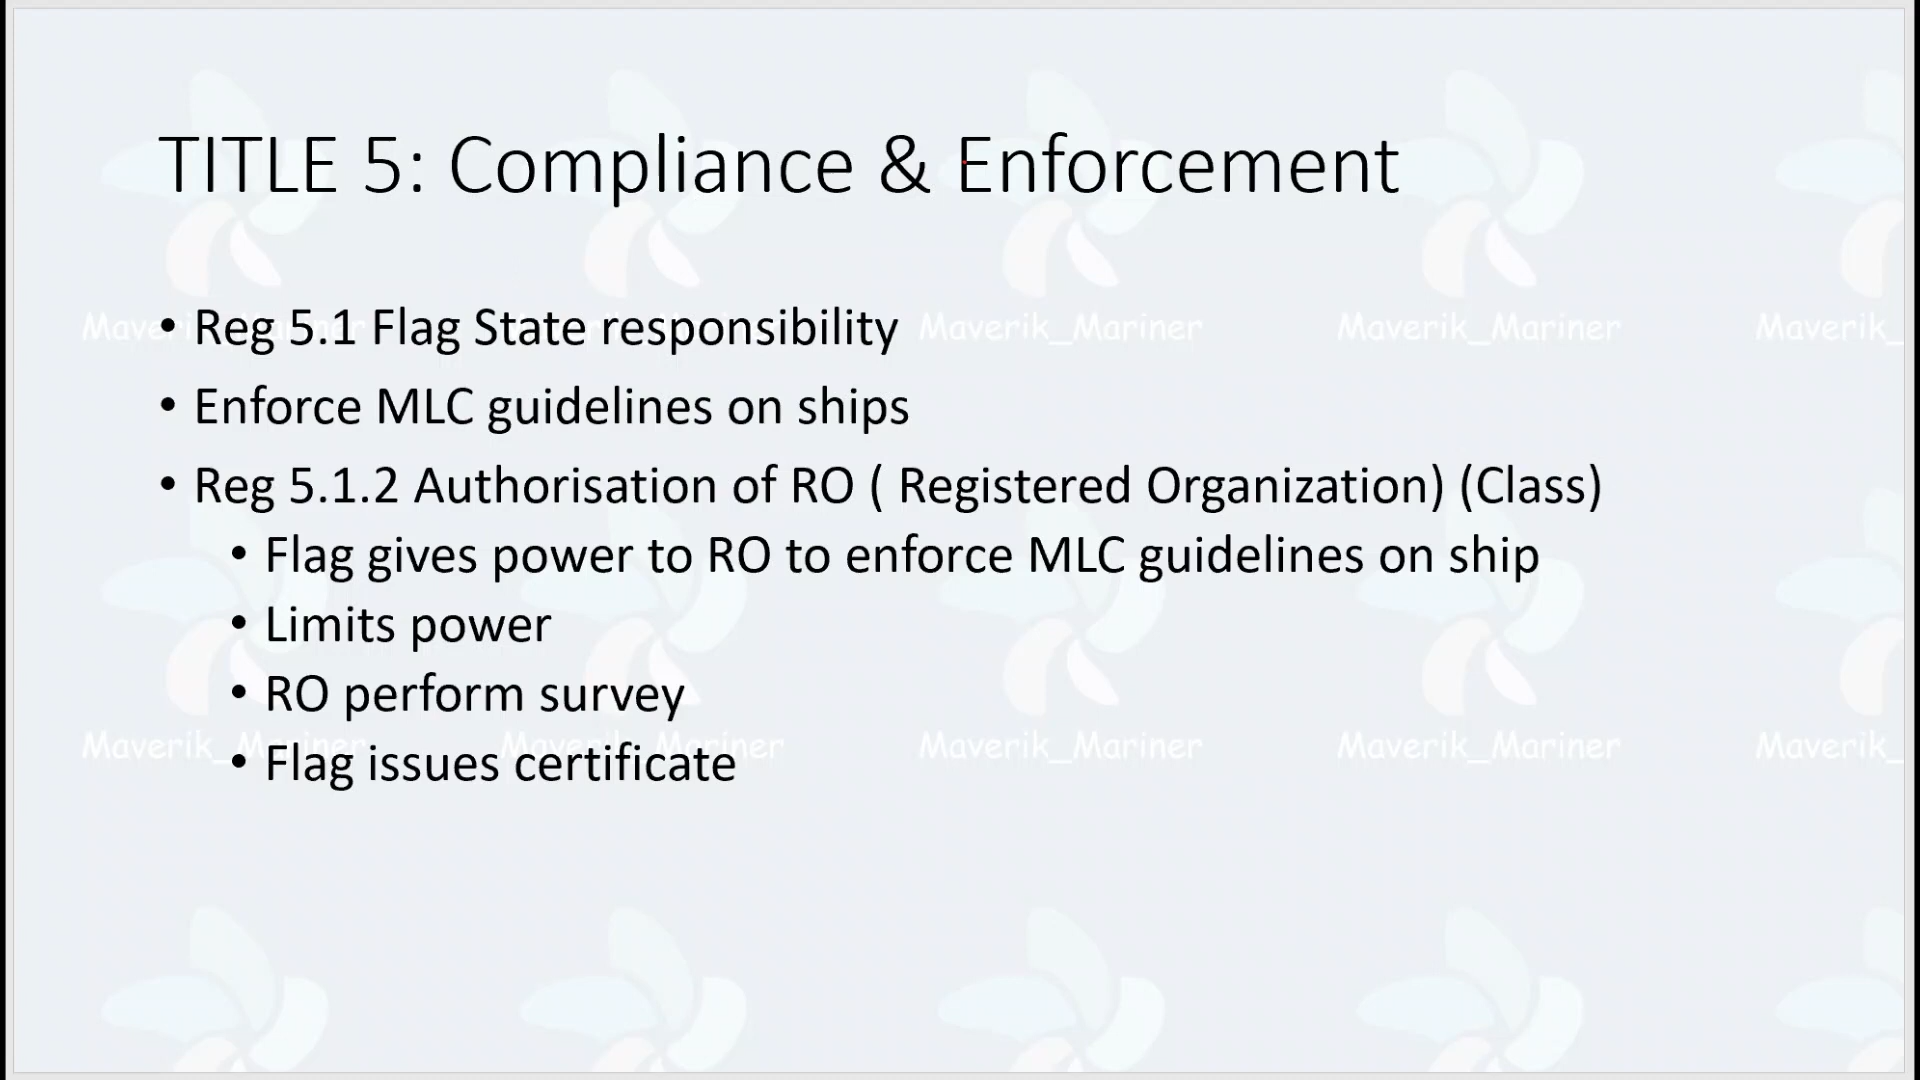 TITLE 5: Compliance & Enforcement
• Reg 5.1 Flag State responsibility
• Enforce MLC guidelines on ships
• Reg 5.1.2 Authorisation of RO ( Registered Organization) (Class)
• Flag gives power to RO to enforce MLC guidelines on ship
• Limits power
• RO perform survey
• Flag issues certificate
Maverik_Mariner Maverik_Mariner Maverik_Mariner Maverik_
Maverik_Mariner Maverik_Mariner Maverik_Mariner Maverik_Mariner Maverik_